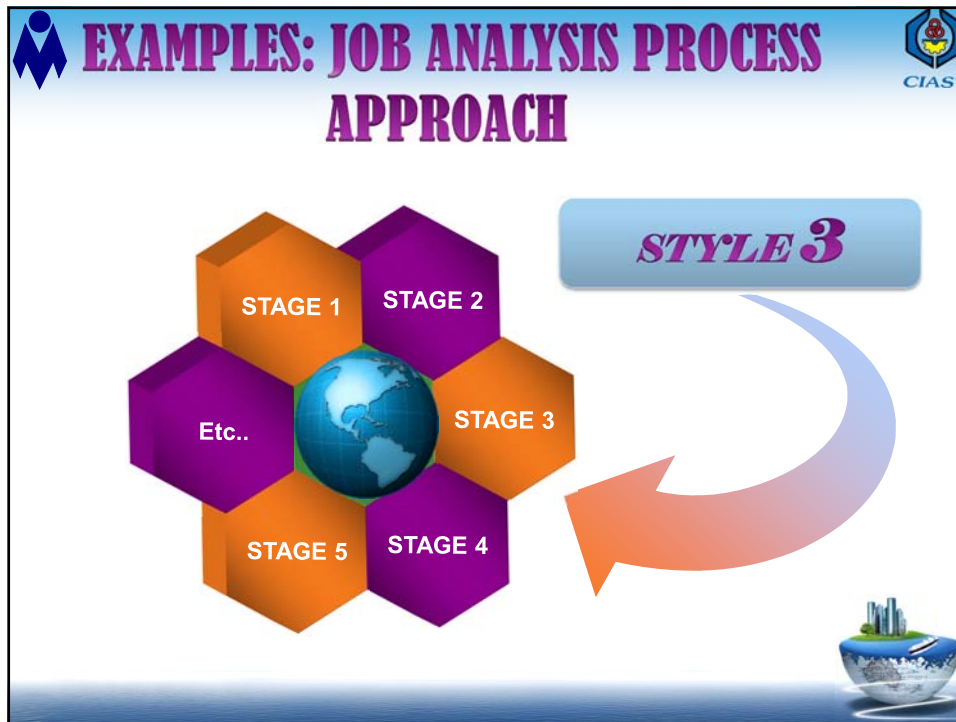 EXAMPLES: JOB ANALYSIS PROCESS
APPROACH
CIAST
STYLE 3
STAGE 1
STAGE 2
STAGE 3
STAGE 4
STAGE 5
Etc..